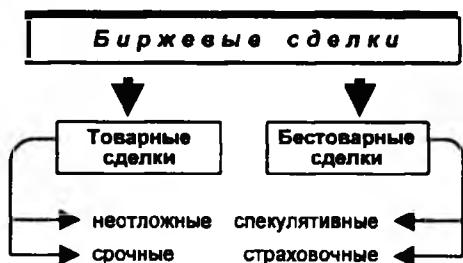 Биржевые сделки
Товарные сделки
Бестоварные сделки
неотложные спекулятивные
срочные страховочные